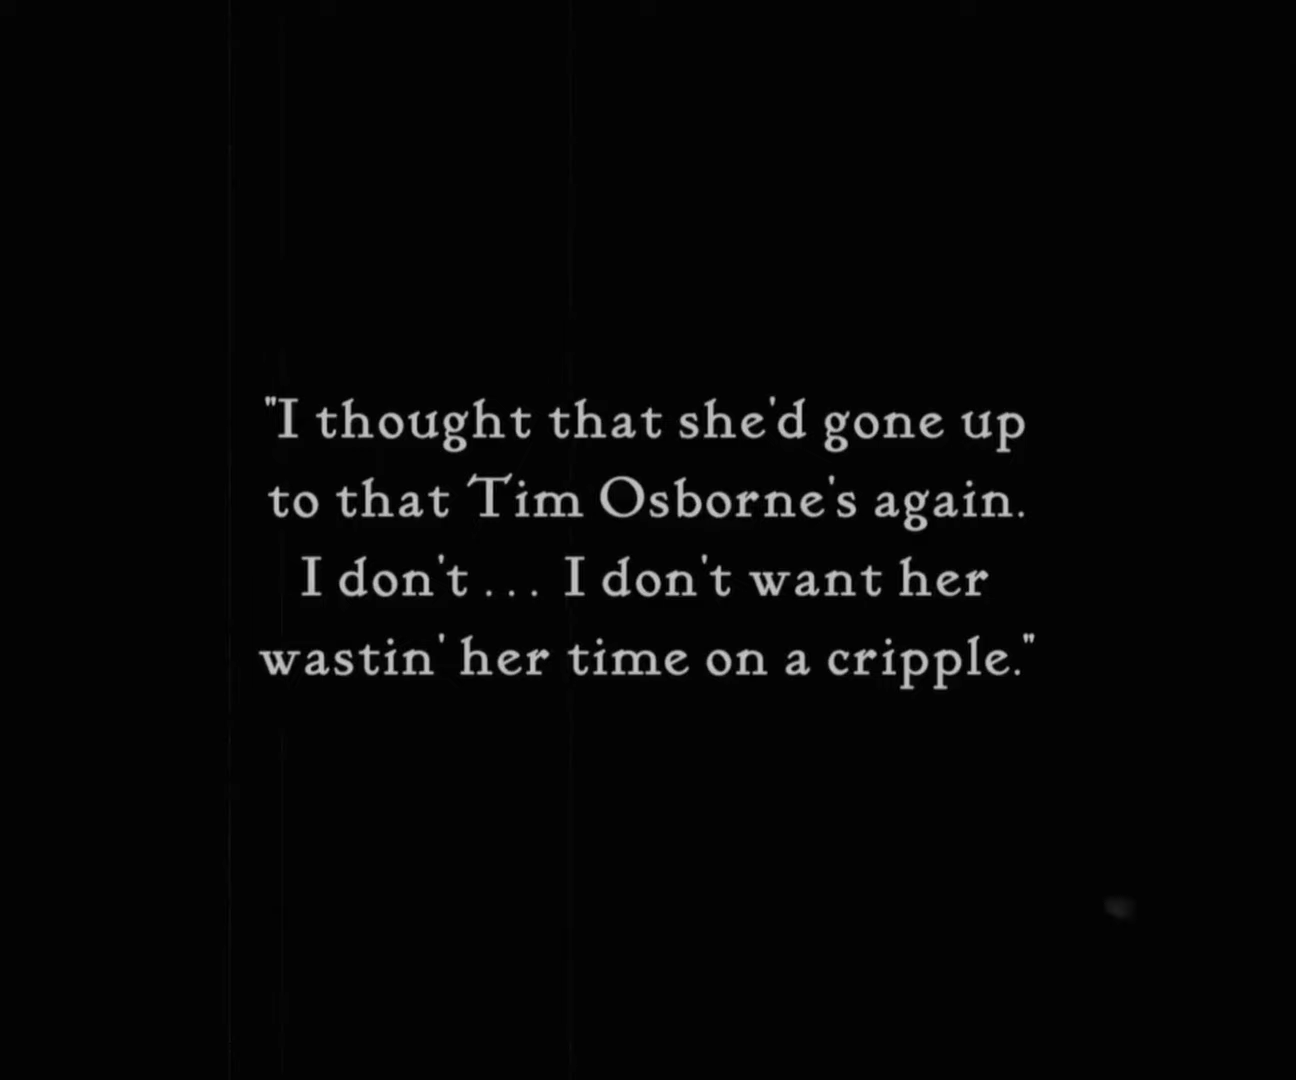 "I thought that she'd gone up
to that Tim Osborne's again.
I don't... I don't want her
wastin' her time on a cripple."